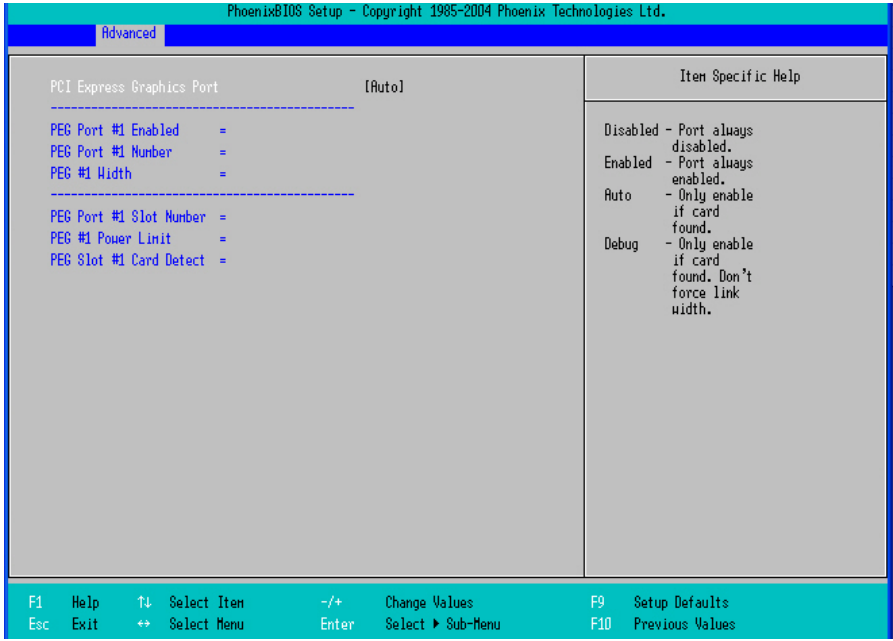 PhoenixBIOS Setup - Copyright 1985-2004 Phoenix Technologies Ltd.
Advanced
PCI Express Graphics Port [Auto]
--------------------------------------------
PEG Port #1 Enabled =
PEG Port #1 Number =
PEG #1 Width =
--------------------------------------------
PEG Port #1 Slot Number =
PEG #1 Power Limit =
PEG Slot #1 Card Detect =
Item Specific Help
Disabled - Port always
disabled.
Enabled - Port always
enabled.
Auto - Only enable
if card
found.
Debug - Only enable
if card
found. Don't
force link
width.
F1 Help ↑↓ Select Item -/+ Change Values F9 Setup Defaults
Esc Exit ↔ Select Menu Enter Select ▶ Sub-Menu F10 Previous Values